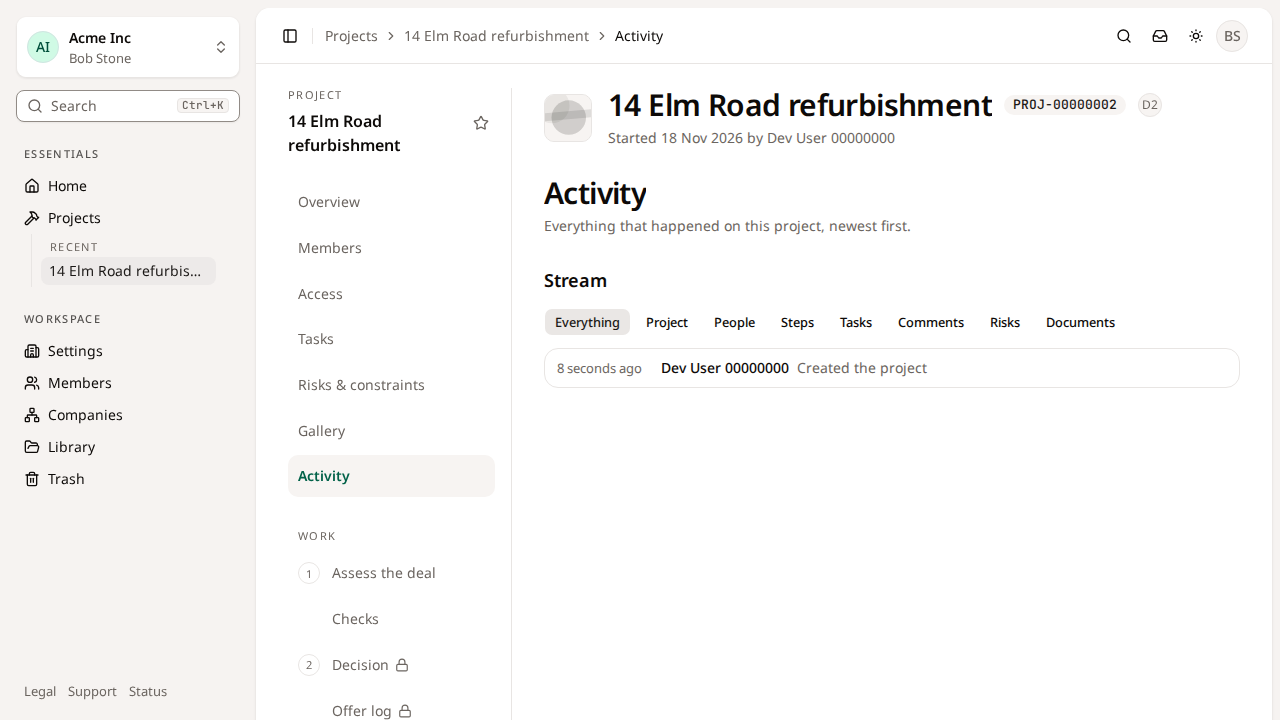 AI
Acme Inc
Bob Stone
Search
Ctrl+K
ESSENTIALS
Home
Projects
RECENT
14 Elm Road refurbis...
WORKSPACE
Settings
Members
Companies
Library
Trash
Legal
Support
Status
Projects
14 Elm Road refurbishment
Activity
BS
PROJECT
14 Elm Road
refurbishment
Overview
Members
Access
Tasks
Risks & constraints
Gallery
Activity
WORK
1
Assess the deal
Checks
2
Decision
Offer log
14 Elm Road refurbishment
PROJ-00000002
D2
Started 18 Nov 2026 by Dev User 00000000
Activity
Everything that happened on this project, newest first.
Stream
Everything
Project
People
Steps
Tasks
Comments
Risks
Documents
8 seconds ago
Dev User 00000000 Created the project